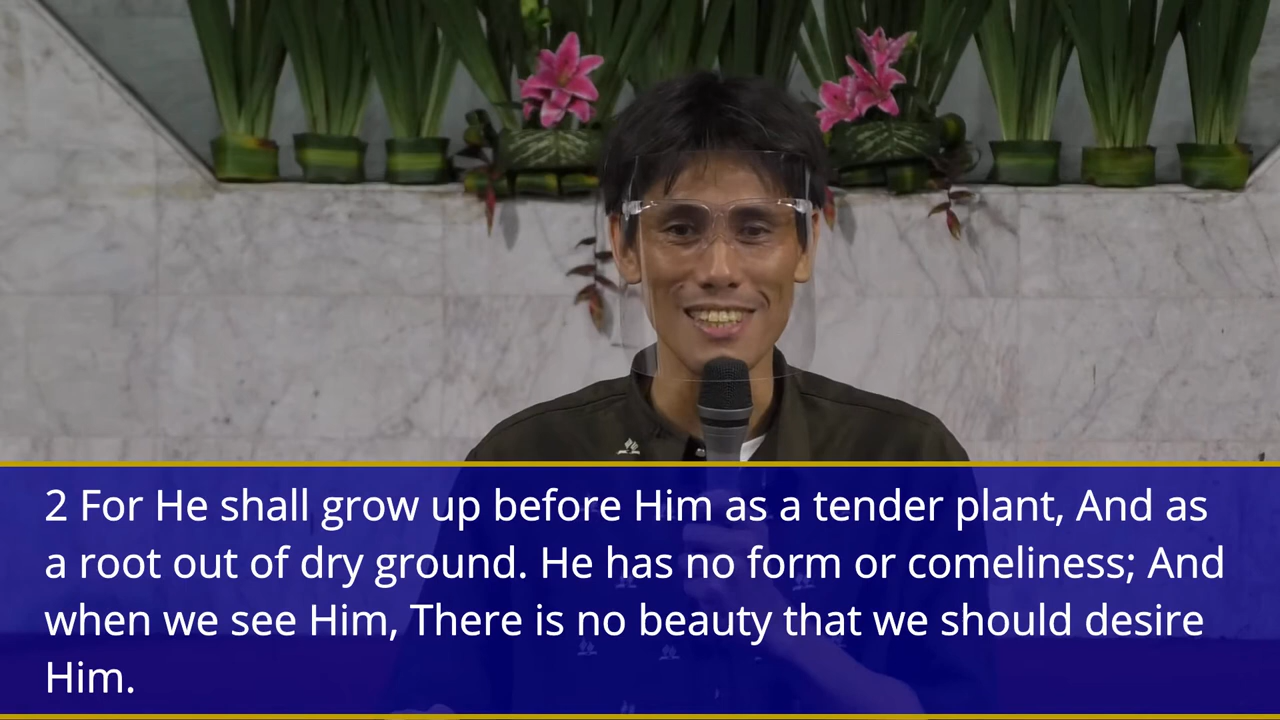 2 For He shall grow up before Him as a tender plant, And as
a root out of dry ground. He has no form or comeliness; And
when we see Him, There is no beauty that we should desire
Him.